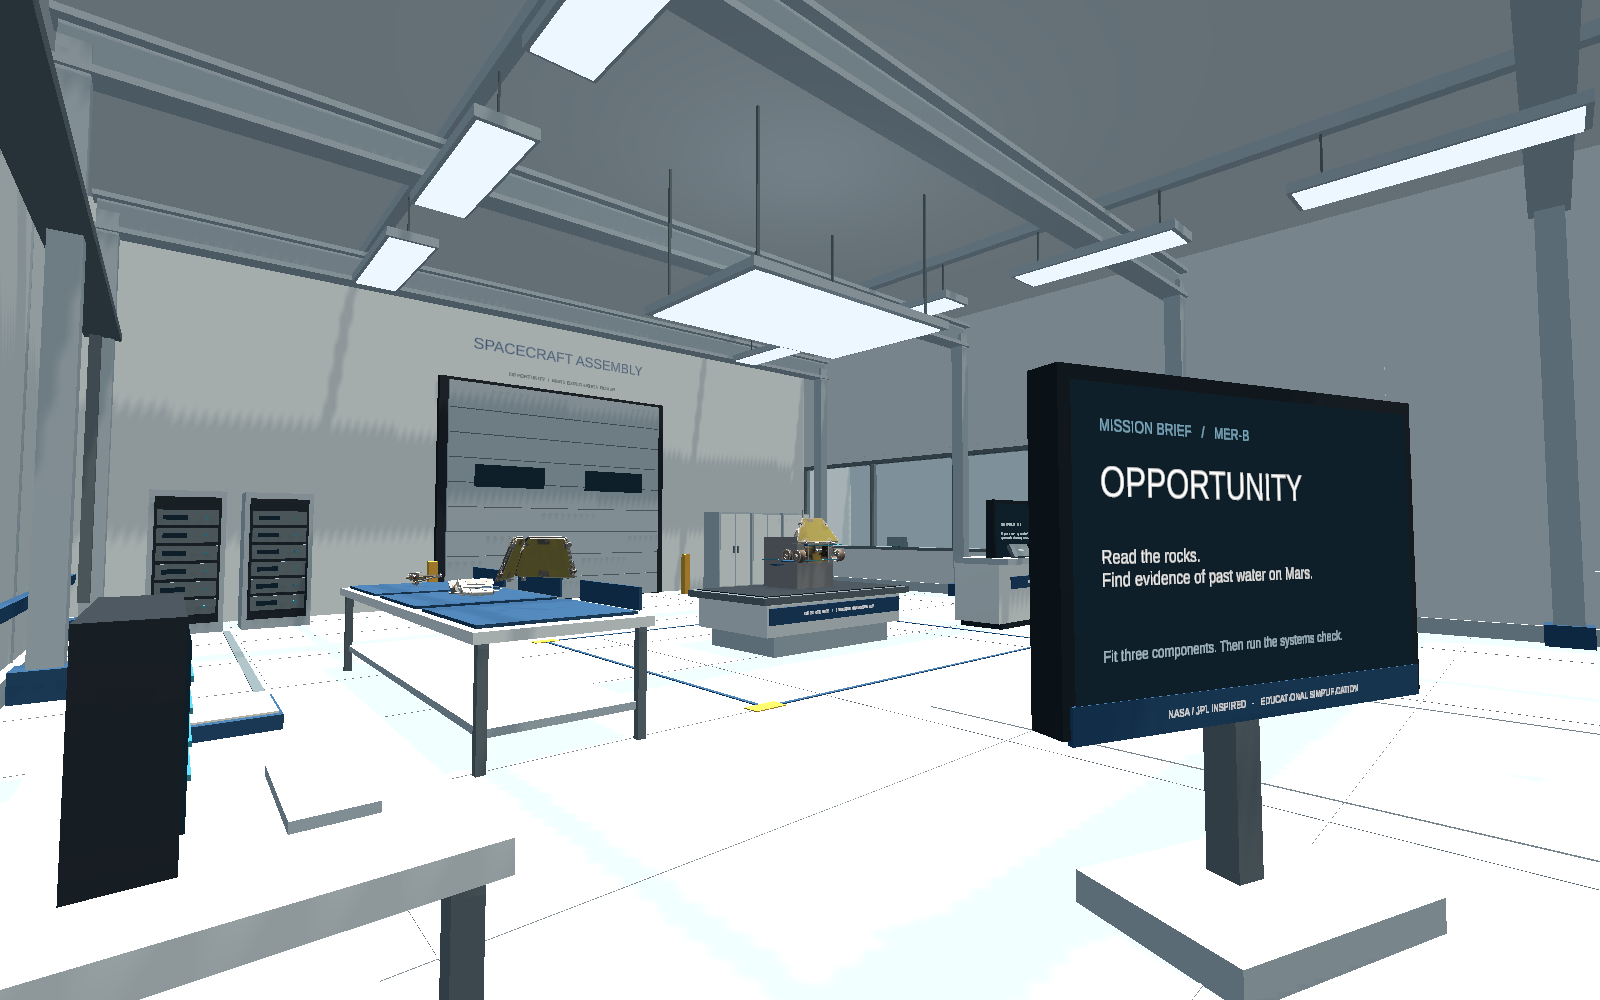 SPACECRAFT ASSEMBLY
MISSION BRIEF / MER-B
OPPORTUNITY
Read the rocks.
Find evidence of past water on Mars.
Fit three components. Then run the systems check.
NASA / JPL INSPIRED - EDUCATIONAL SIMPLIFICATION